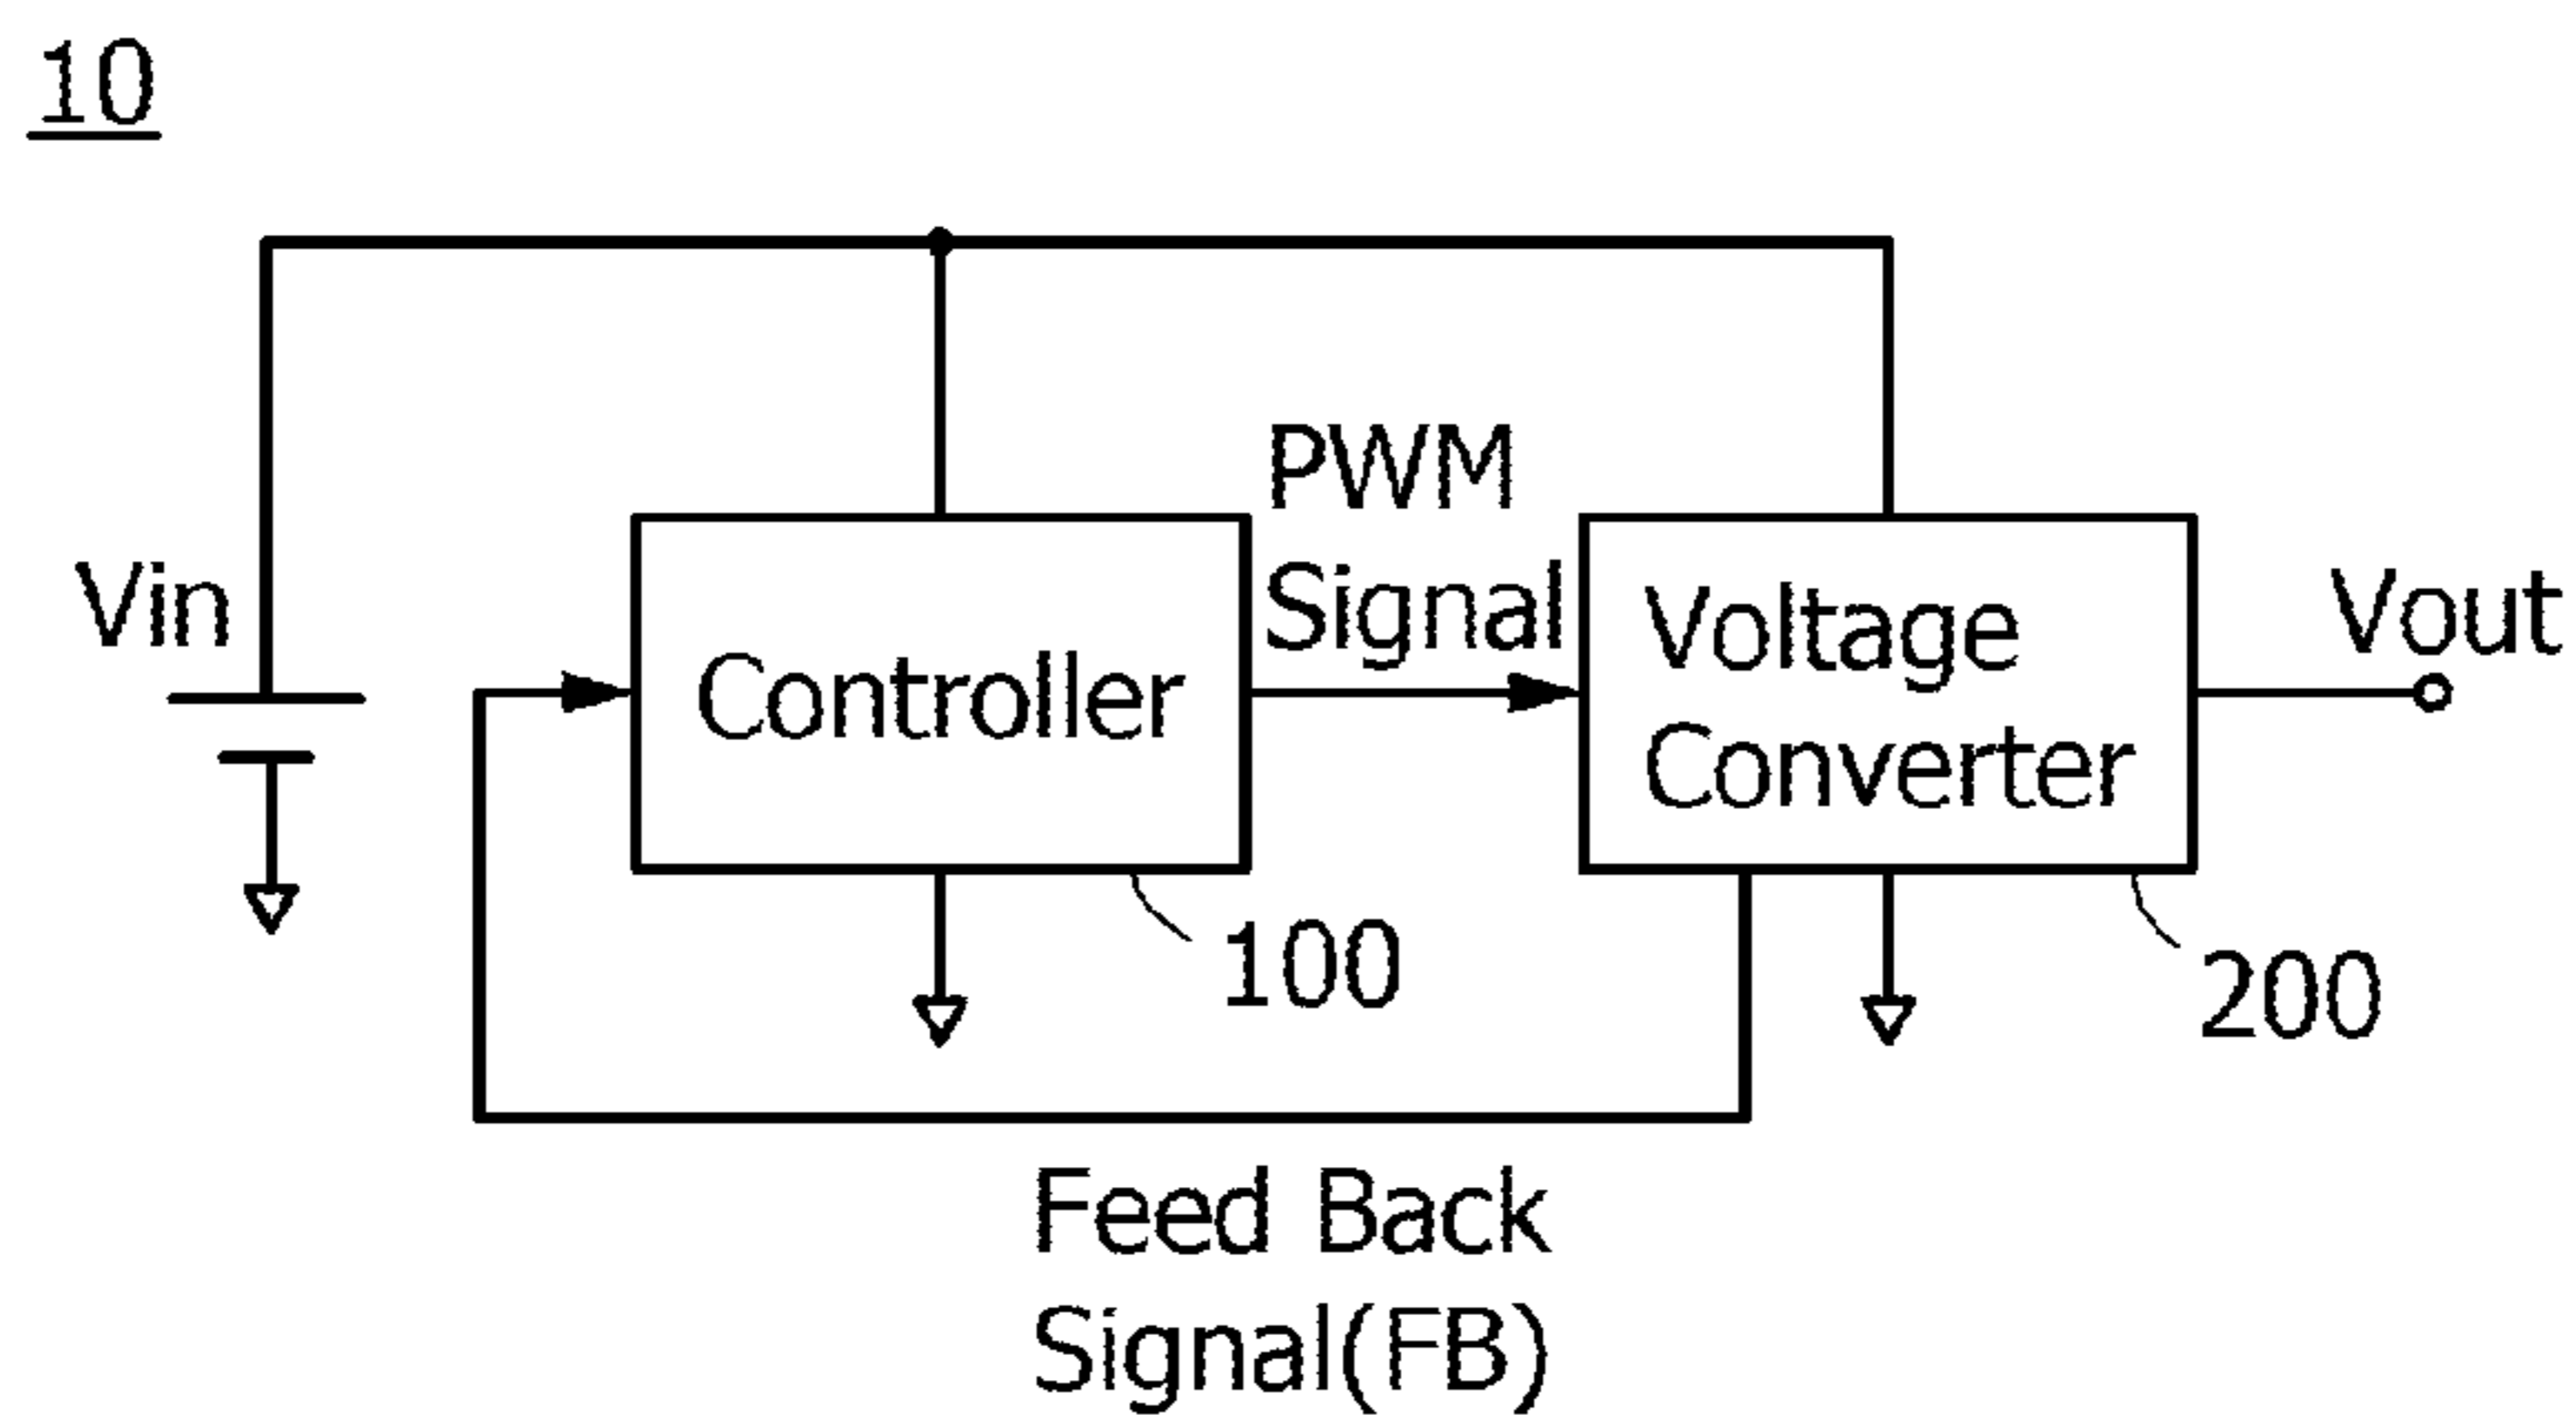 10
PWM
Signal
Vin
Controller
Voltage
Converter
Vout
100
200
Feed Back
Signal(FB)